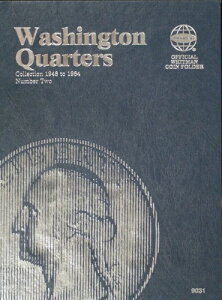 Washington
Quarters
Collection 1948 to 1964
Number Two
OFFICIAL
WHITMAN
COIN FOLDER
9031